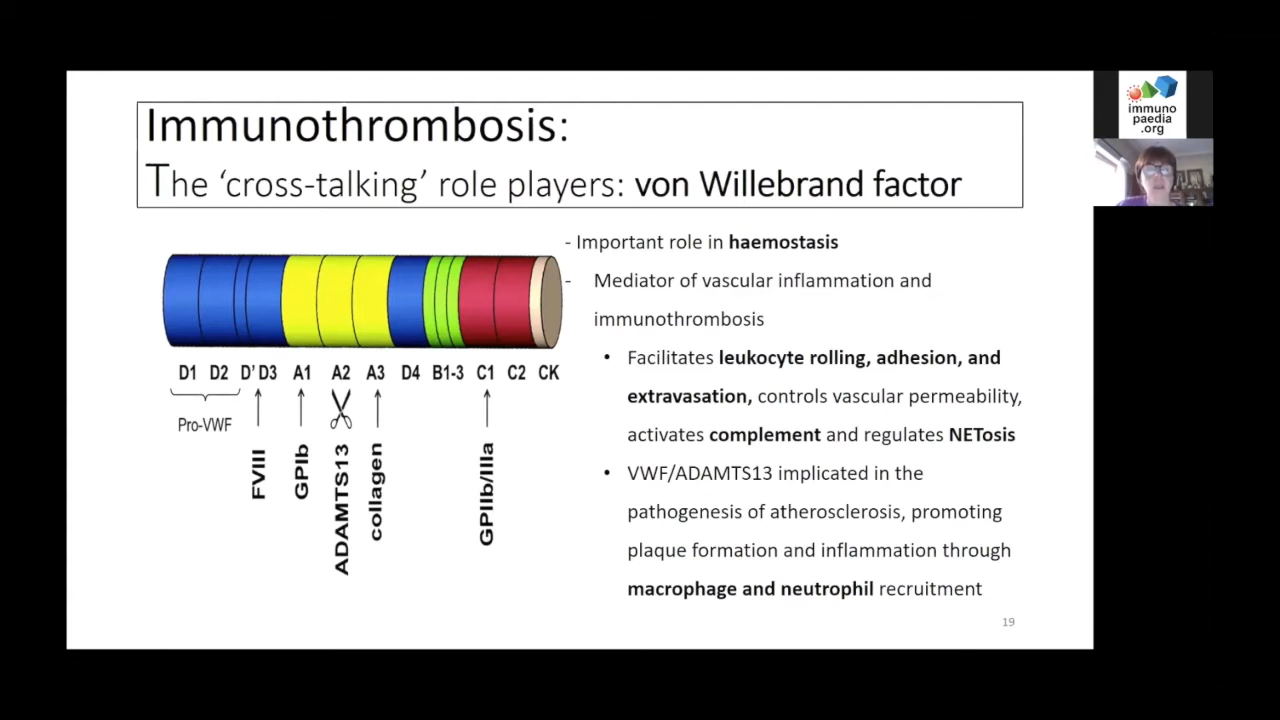 Immunothrombosis:
The ‘cross-talking’ role players: von Willebrand factor
immuno
paedia
.org
- Important role in haemostasis
- Mediator of vascular inflammation and
immunothrombosis
• Facilitates leukocyte rolling, adhesion, and
extravasation, controls vascular permeability,
activates complement and regulates NETosis
• VWF/ADAMTS13 implicated in the
pathogenesis of atherosclerosis, promoting
plaque formation and inflammation through
macrophage and neutrophil recruitment
D1 D2 D' D3 A1 A2 A3 D4 B1-3 C1 C2 CK
Pro-VWF
FVIII
GPIb
ADAMTS13
collagen
GPIIb/IIIa
19